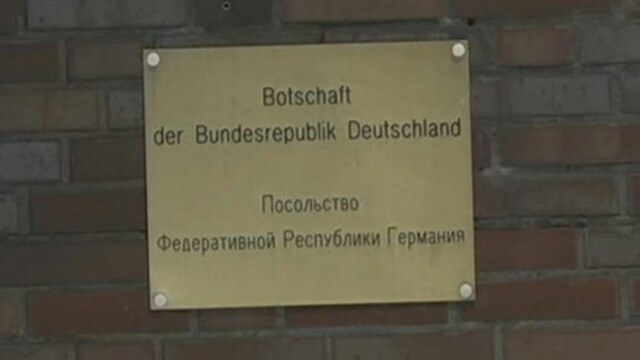 Botschaft
der Bundesrepublik Deutschland
Посольство
Федеративной Республики Германия